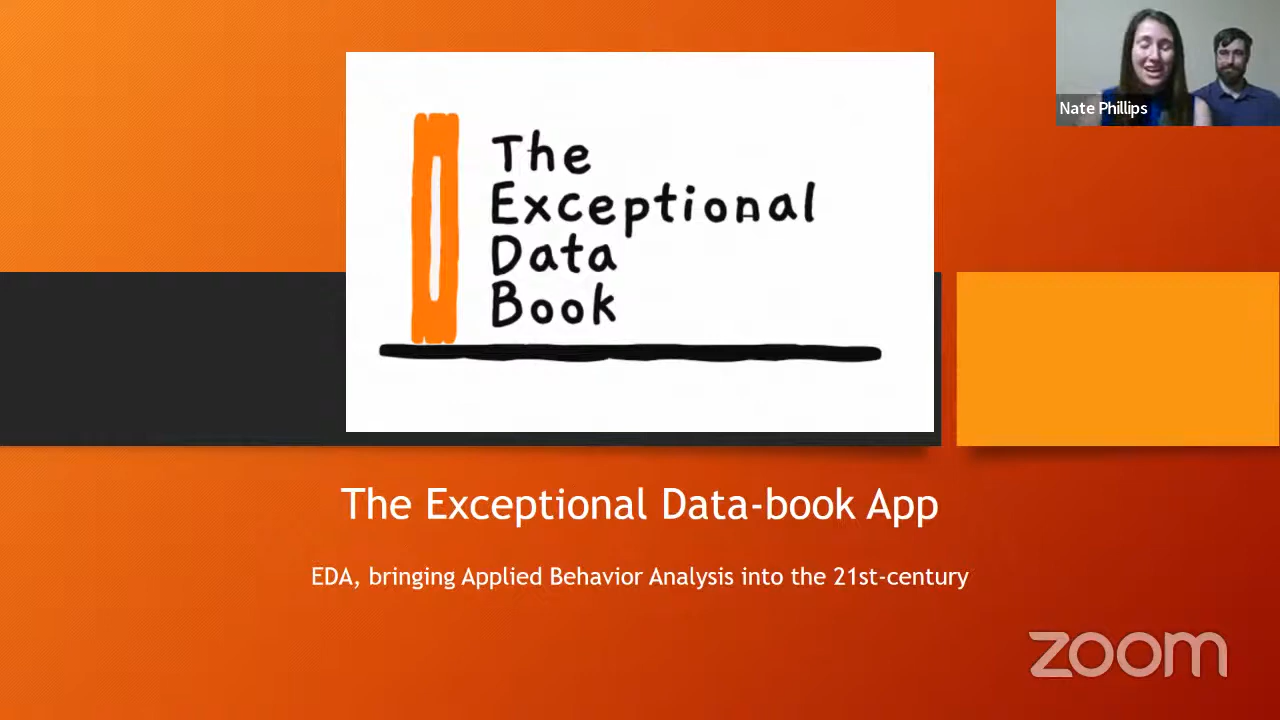 Nate Phillips
The
Exceptional
Data
Book
The Exceptional Data-book App
EDA, bringing Applied Behavior Analysis into the 21st-century
zoom